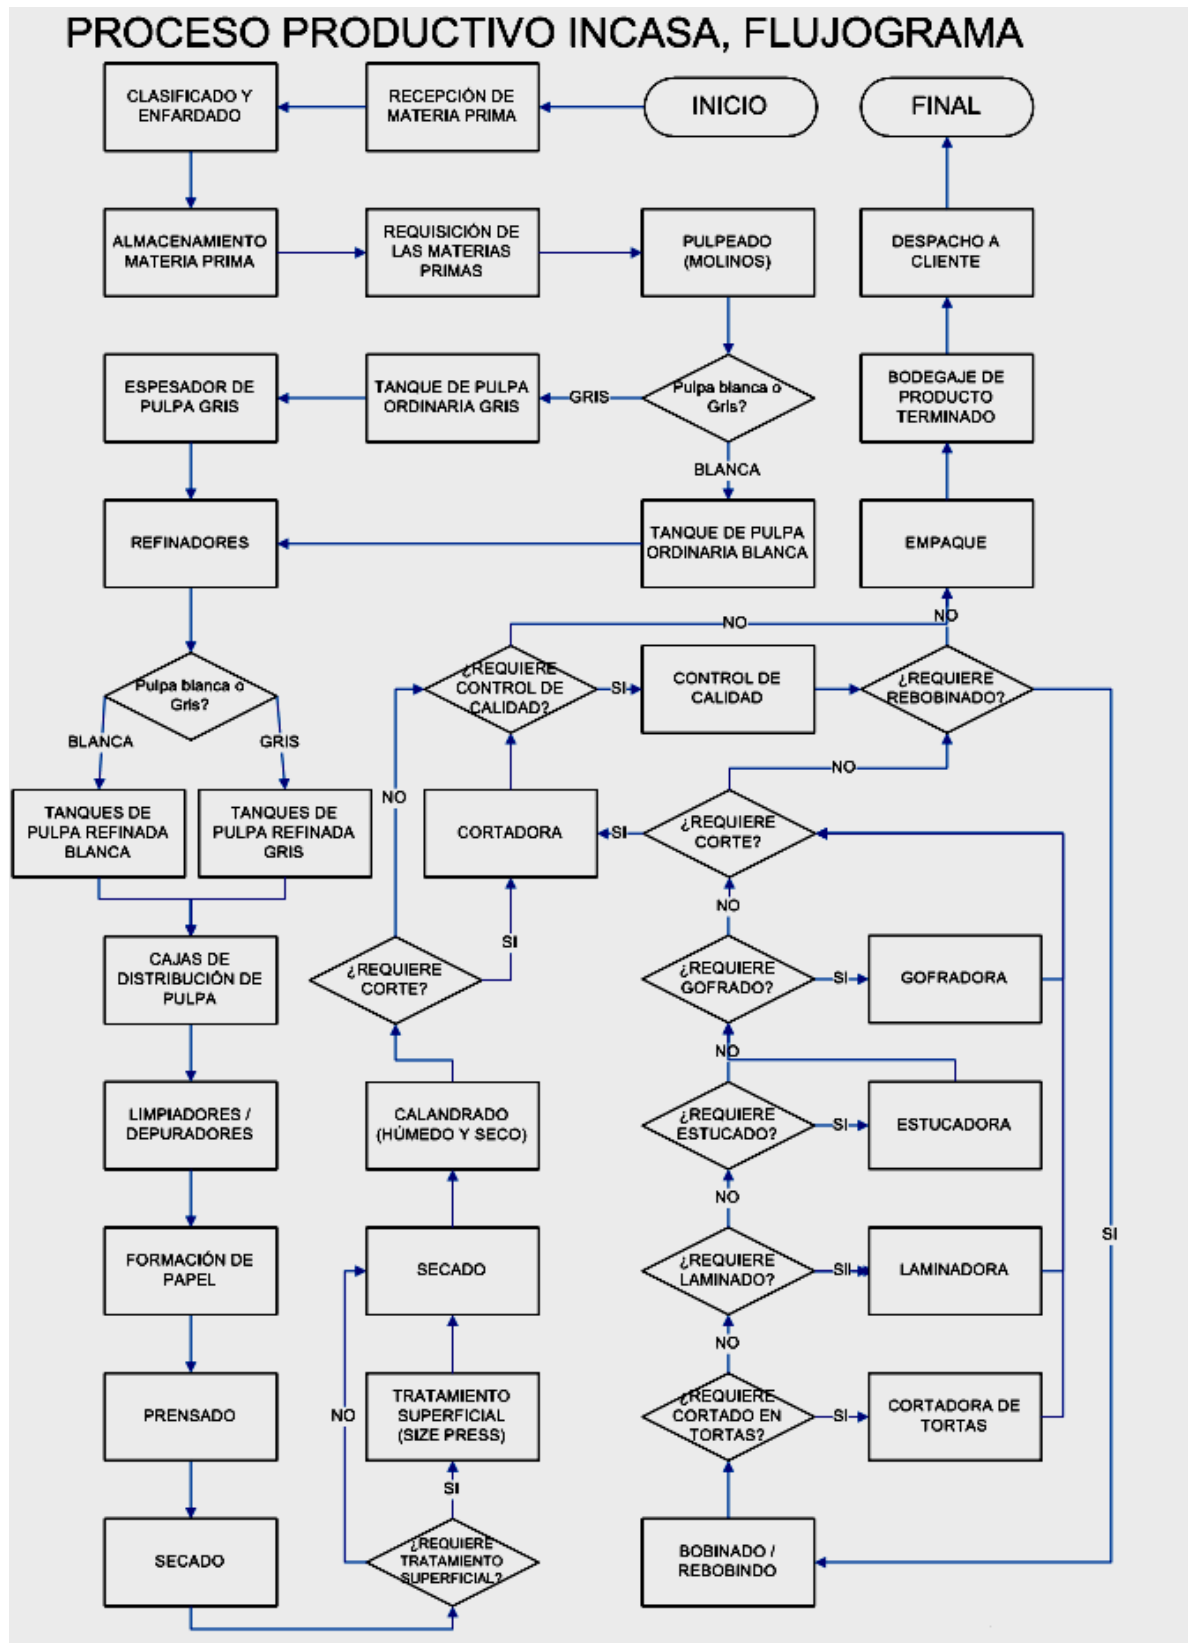 PROCESO PRODUCTIVO INCASA, FLUJOGRAMA
CLASIFICADO Y
ENFARDADO
RECEPCIÓN DE
MATERIA PRIMA
INICIO
FINAL
ALMACENAMIENTO
MATERIA PRIMA
REQUISICIÓN DE
LAS MATERIAS
PRIMAS
PULPEADO
(MOLINOS)
DESPACHO A
CLIENTE
ESPESADOR DE
PULPA GRIS
TANQUE DE PULPA
ORDINARIA GRIS
GRIS
Pulpa blanca o
Gris?
BODEGAJE DE
PRODUCTO
TERMINADO
BLANCA
REFINADORES
TANQUE DE PULPA
ORDINARIA BLANCA
EMPAQUE
NO
NO
Pulpa blanca o
Gris?
¿REQUIERE
CONTROL DE
CALIDAD?
SI
CONTROL DE
CALIDAD
¿REQUIERE
REBOBINADO?
BLANCA
GRIS
NO
NO
TANQUES DE
PULPA REFINADA
BLANCA
TANQUES DE
PULPA REFINADA
GRIS
CORTADORA
SI
¿REQUIERE
CORTE?
NO
SI
CAJAS DE
DISTRIBUCIÓN DE
PULPA
¿REQUIERE
CORTE?
¿REQUIERE
GOFRADO?
SI
GOFRADORA
NO
LIMPIADORES /
DEPURADORES
CALANDRADO
(HÚMEDO Y SECO)
¿REQUIERE
ESTUCADO?
SI
ESTUCADORA
NO
SI
FORMACIÓN DE
PAPEL
SECADO
¿REQUIERE
LAMINADO?
SII
LAMINADORA
NO
PRENSADO
NO
TRATAMIENTO
SUPERFICIAL
(SIZE PRESS)
¿REQUIERE
CORTADO EN
TORTAS?
SI
CORTADORA DE
TORTAS
SI
SECADO
¿REQUIERE
TRATAMIENTO
SUPERFICIAL?
BOBINADO /
REBOBINDO